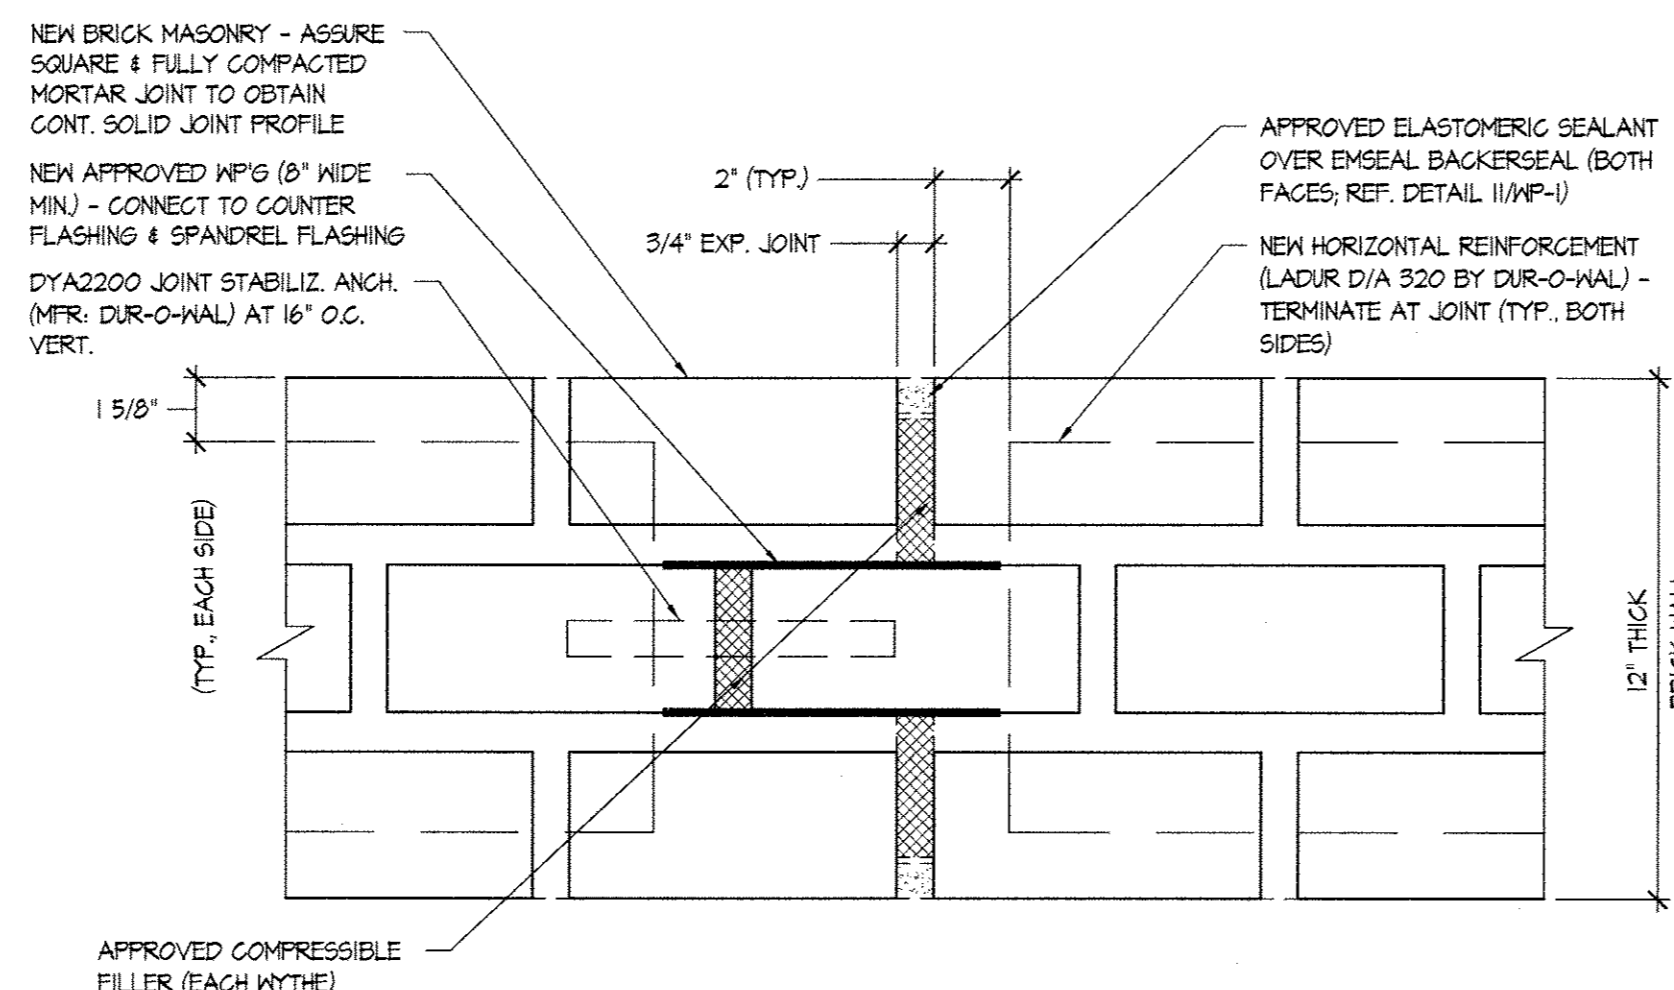 NEW BRICK MASONRY - ASSURE
SQUARE & FULLY COMPACTED
MORTAR JOINT TO OBTAIN
CONT. SOLID JOINT PROFILE
NEW APPROVED WP'G (8" WIDE
MIN.) - CONNECT TO COUNTER
FLASHING & SPANDREL FLASHING
DYA2200 JOINT STABILIZ. ANCH.
(MFR: DUR-O-WAL) AT 16" O.C.
VERT.
2" (TYP.)
3/4" EXP. JOINT
APPROVED ELASTOMERIC SEALANT
OVER EMSEAL BACKERSEAL (BOTH
FACES; REF. DETAIL 11/WP-1)
NEW HORIZONTAL REINFORCEMENT
(LADUR D/A 320 BY DUR-O-WAL) -
TERMINATE AT JOINT (TYP., BOTH
SIDES)
1 5/8"
(TYP., EACH SIDE)
12" THICK
BRICK WALL
APPROVED COMPRESSIBLE
FILLER (EACH WYTHE)